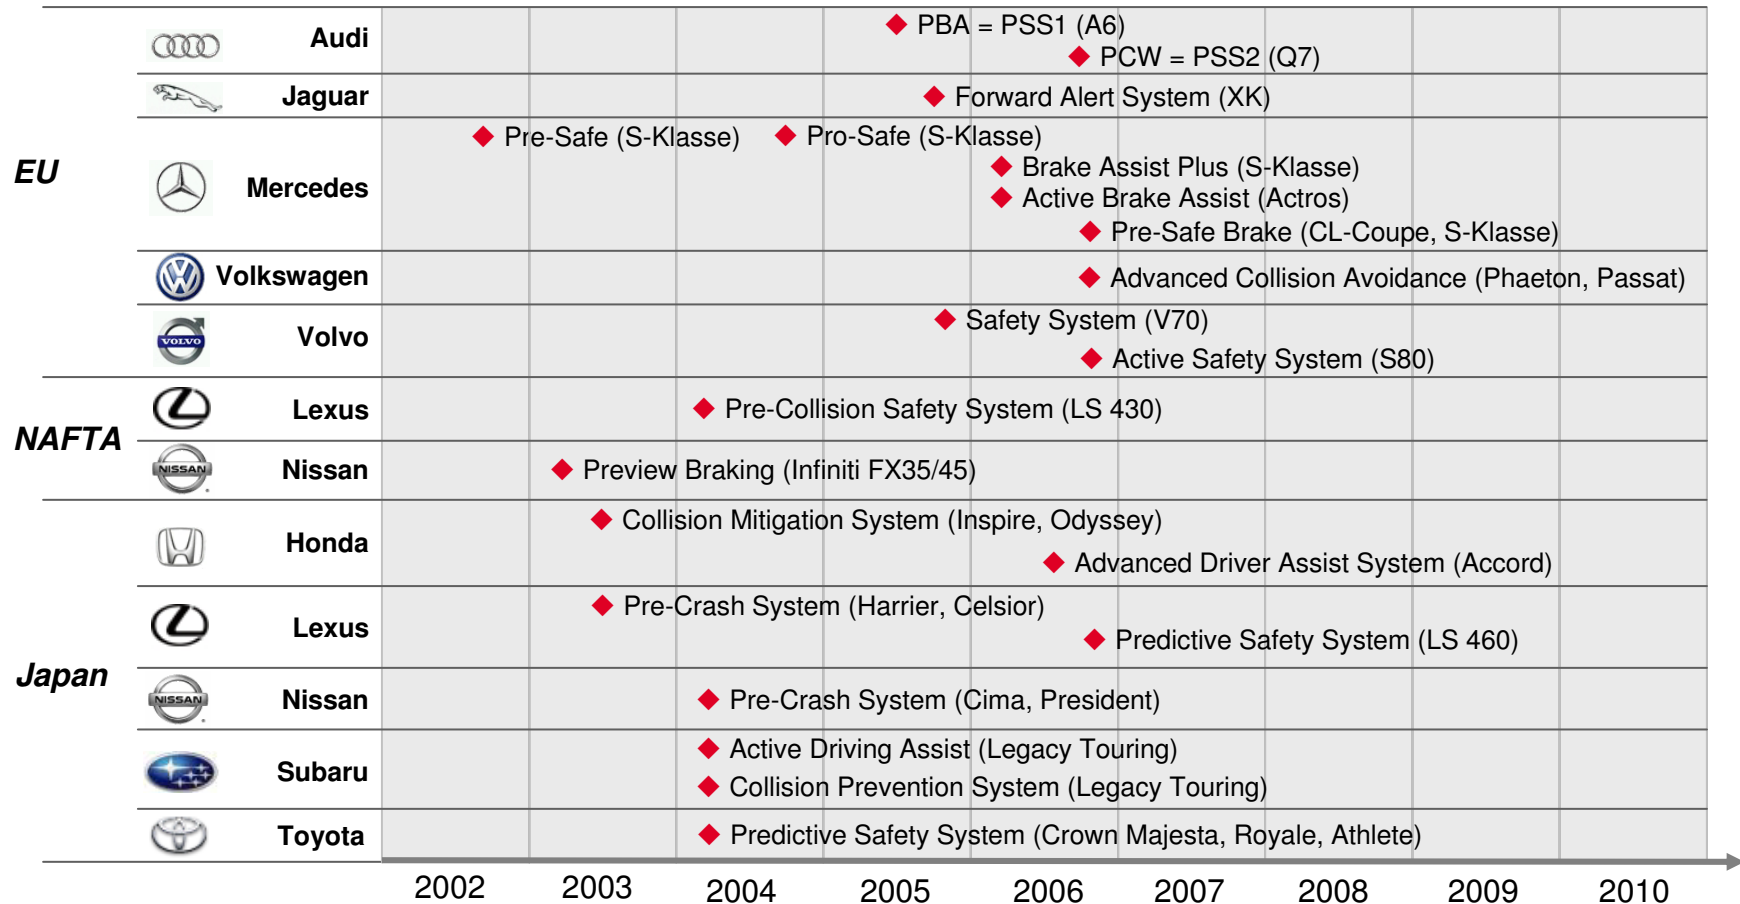 EU
Audi
PBA = PSS1 (A6)
PCW = PSS2 (Q7)
Jaguar
Forward Alert System (XK)
Mercedes
Pre-Safe (S-Klasse)
Pro-Safe (S-Klasse)
Brake Assist Plus (S-Klasse)
Active Brake Assist (Actros)
Pre-Safe Brake (CL-Coupe, S-Klasse)
Volkswagen
Advanced Collision Avoidance (Phaeton, Passat)
VOLVO
Volvo
Safety System (V70)
Active Safety System (S80)
NAFTA
Lexus
Pre-Collision Safety System (LS 430)
NISSAN
Nissan
Preview Braking (Infiniti FX35/45)
Japan
Honda
Collision Mitigation System (Inspire, Odyssey)
Advanced Driver Assist System (Accord)
Lexus
Pre-Crash System (Harrier, Celsior)
Predictive Safety System (LS 460)
NISSAN
Nissan
Pre-Crash System (Cima, President)
Subaru
Active Driving Assist (Legacy Touring)
Collision Prevention System (Legacy Touring)
Toyota
Predictive Safety System (Crown Majesta, Royale, Athlete)
2002 2003 2004 2005 2006 2007 2008 2009 2010